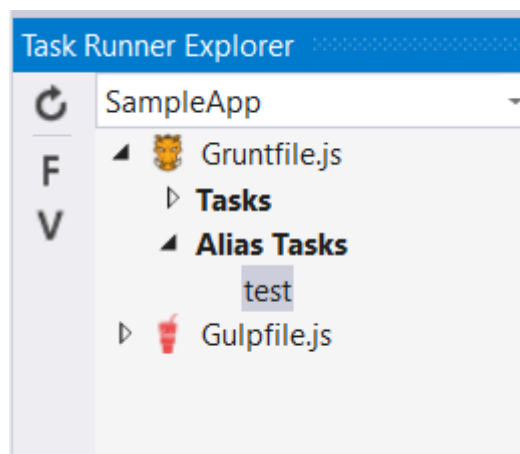 Task Runner Explorer
SampleApp
F
V
Gruntfile.js
Tasks
Alias Tasks
test
Gulpfile.js